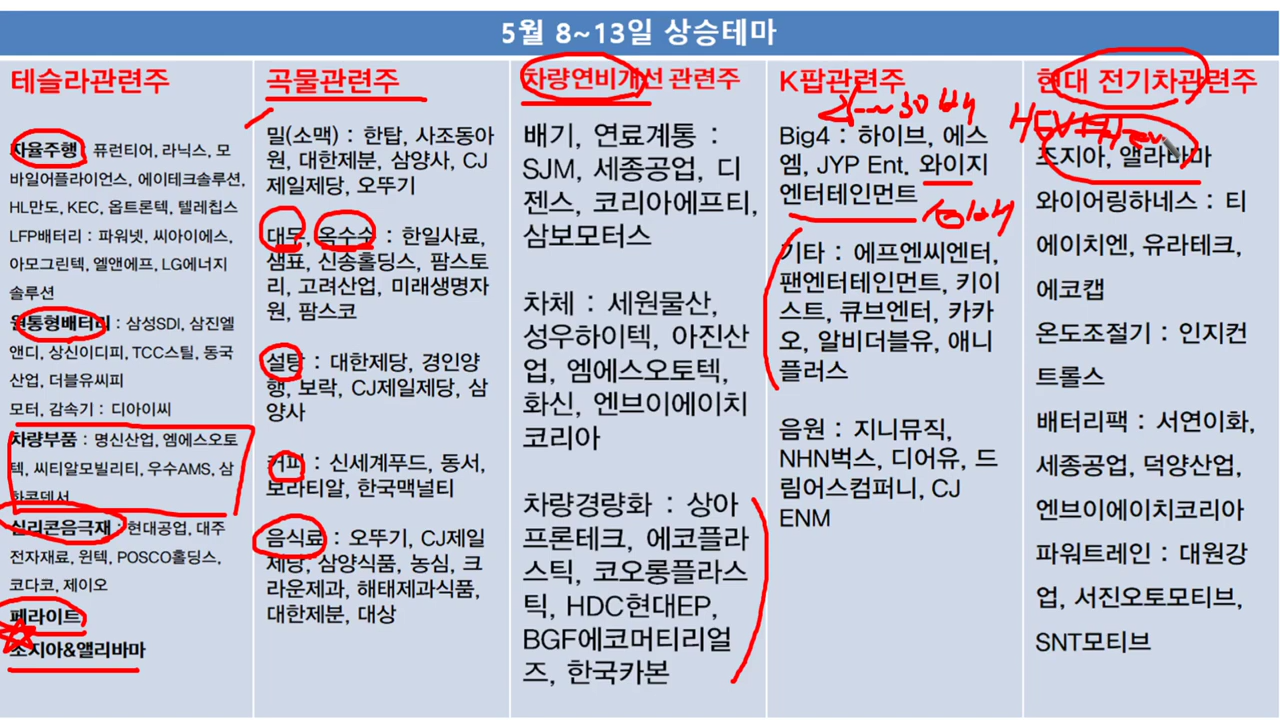 5월 8~13일 상승테마
테슬라관련주
자율주행 : 퓨런티어, 라닉스, 모
바일어플라이언스, 에이테크솔루션,
HL만도, KEC, 옵트론텍, 텔레칩스
LFP배터리 : 파워넷, 씨아이에스,
아모그린텍, 엘앤에프, LG에너지
솔루션
원통형배터리 : 삼성SDI, 삼진엘
앤디, 상신이디피, TCC스틸, 동국
산업, 더블유씨피
모터, 감속기 : 디아이씨
차량부품 : 명신산업, 엠에스오토
텍, 씨티알모빌리티, 우수AMS, 삼
화콘덴서
실리콘음극재 : 현대공업, 대주
전자재료, 윈텍, POSCO홀딩스,
코다코, 제이오
페라이트
조지아&앨리바마
곡물관련주
밀(소맥) : 한탑, 사조동아
원, 대한제분, 삼양사, CJ
제일제당, 오뚜기
대두, 옥수수 : 한일사료,
샘표, 신송홀딩스, 팜스토
리, 고려산업, 미래생명자
원, 팜스코
설탕 : 대한제당, 경인양
행, 보락, CJ제일제당, 삼
양사
커피 : 신세계푸드, 동서,
보라티알, 한국맥널티
음식료 : 오뚜기, CJ제일
제당, 삼양식품, 농심, 크
라운제과, 해태제과식품,
대한제분, 대상
차량연비개선 관련주
배기, 연료계통 :
SJM, 세종공업, 디
젠스, 코리아에프티,
삼보모터스
차체 : 세원물산,
성우하이텍, 아진산
업, 엠에스오토텍,
화신, 엔브이에이치
코리아
차량경량화 : 상아
프론테크, 에코플라
스틱, 코오롱플라스
틱, HDC현대EP,
BGF에코머티리얼
즈, 한국카본
K팝관련주
30배
Big4 : 하이브, 에스
엠, JYP Ent, 와이지
엔터테인먼트
기타 : 에프엔씨엔터,
팬엔터테인먼트, 키이
스트, 큐브엔터, 카카
오, 알비더블유, 애니
플러스
음원 : 지니뮤직,
NHN벅스, 디어유, 드
림어스컴퍼니, CJ
ENM
현대 전기차관련주
HEV
조지아, 앨라바마
와이어링하네스 : 티
에이치엔, 유라테크,
에코캡
온도조절기 : 인지컨
트롤스
배터리팩 : 서연이화,
세종공업, 덕양산업,
엔브이에이치코리아
파워트레인 : 대원강
업, 서진오토모티브,
SNT모티브